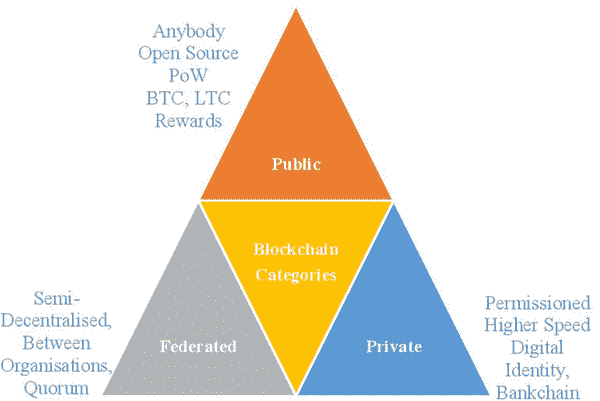 Anybody
Open Source
PoW
BTC, LTC
Rewards
Public
Blockchain
Categories
Semi-
Decentralised,
Between
Organisations,
Quorum
Federated
Private
Permissioned
Higher Speed
Digital
Identity,
Bankchain